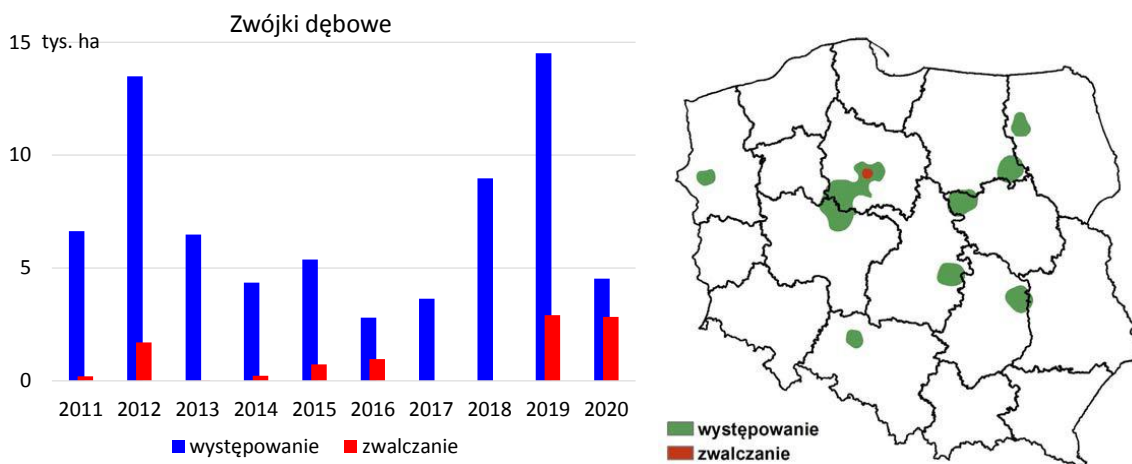 Zwójki dębowe
tys. ha
15
10
5
0
2011 2012 2013 2014 2015 2016 2017 2018 2019 2020
występowanie zwalczanie
występowanie
zwalczanie